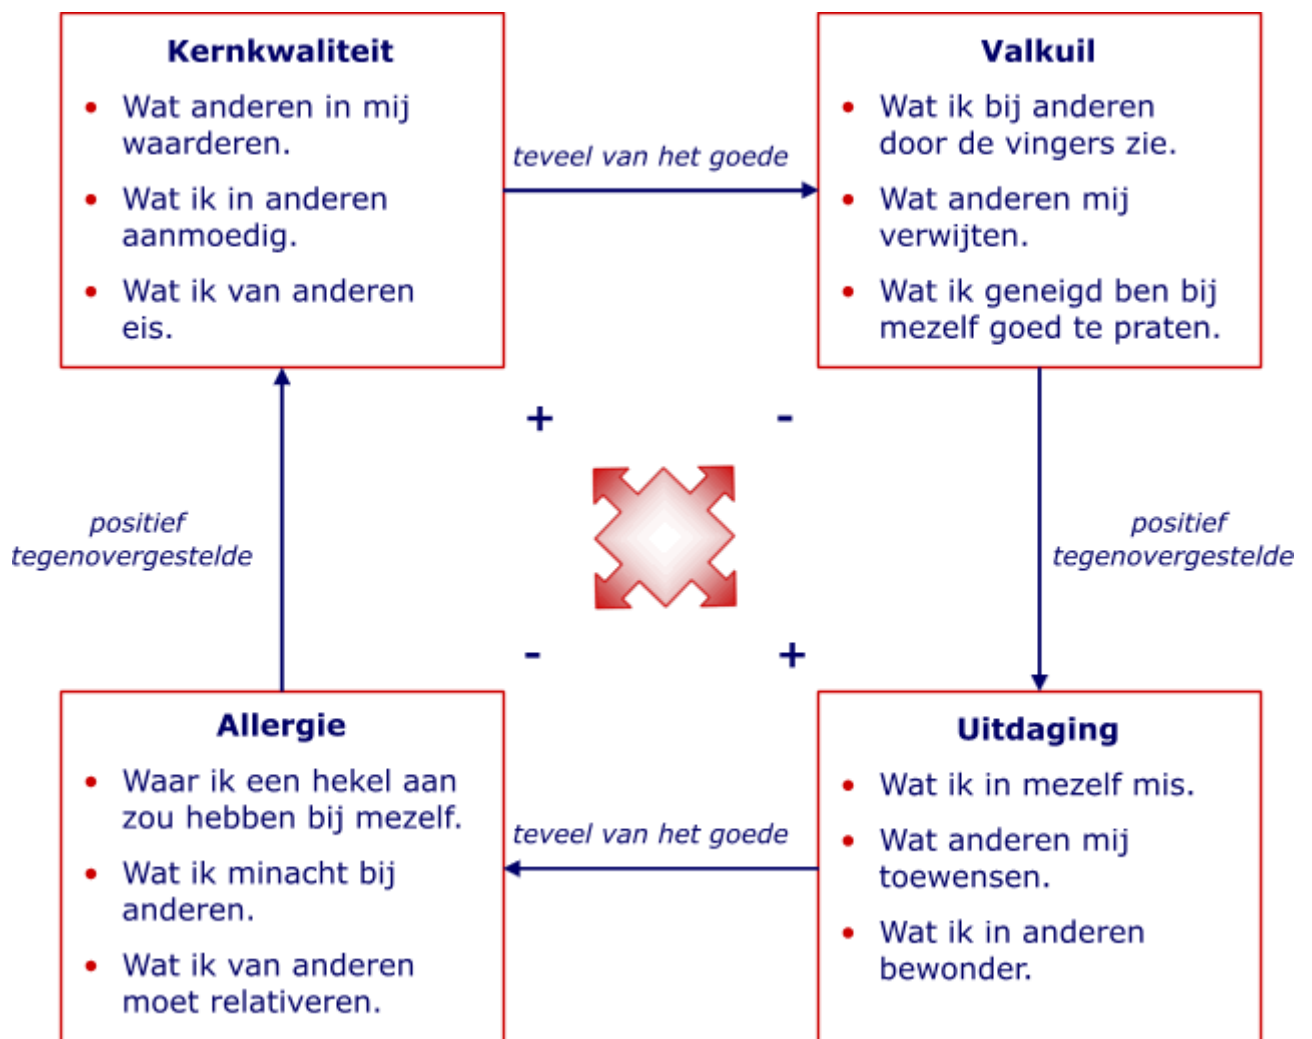 Kernkwaliteit
• Wat anderen in mij
waarderen.
• Wat ik in anderen
aanmoedig.
• Wat ik van anderen
eis.
teveel van het goede
Valkuil
• Wat ik bij anderen
door de vingers zie.
• Wat anderen mij
verwijten.
• Wat ik geneigd ben bij
mezelf goed te praten.
+
-
positief
tegenovergestelde
positief
tegenovergestelde
-
+
Allergie
• Waar ik een hekel aan
zou hebben bij mezelf.
• Wat ik minacht bij
anderen.
• Wat ik van anderen
moet relativeren.
teveel van het goede
Uitdaging
• Wat ik in mezelf mis.
• Wat anderen mij
toewensen.
• Wat ik in anderen
bewonder.